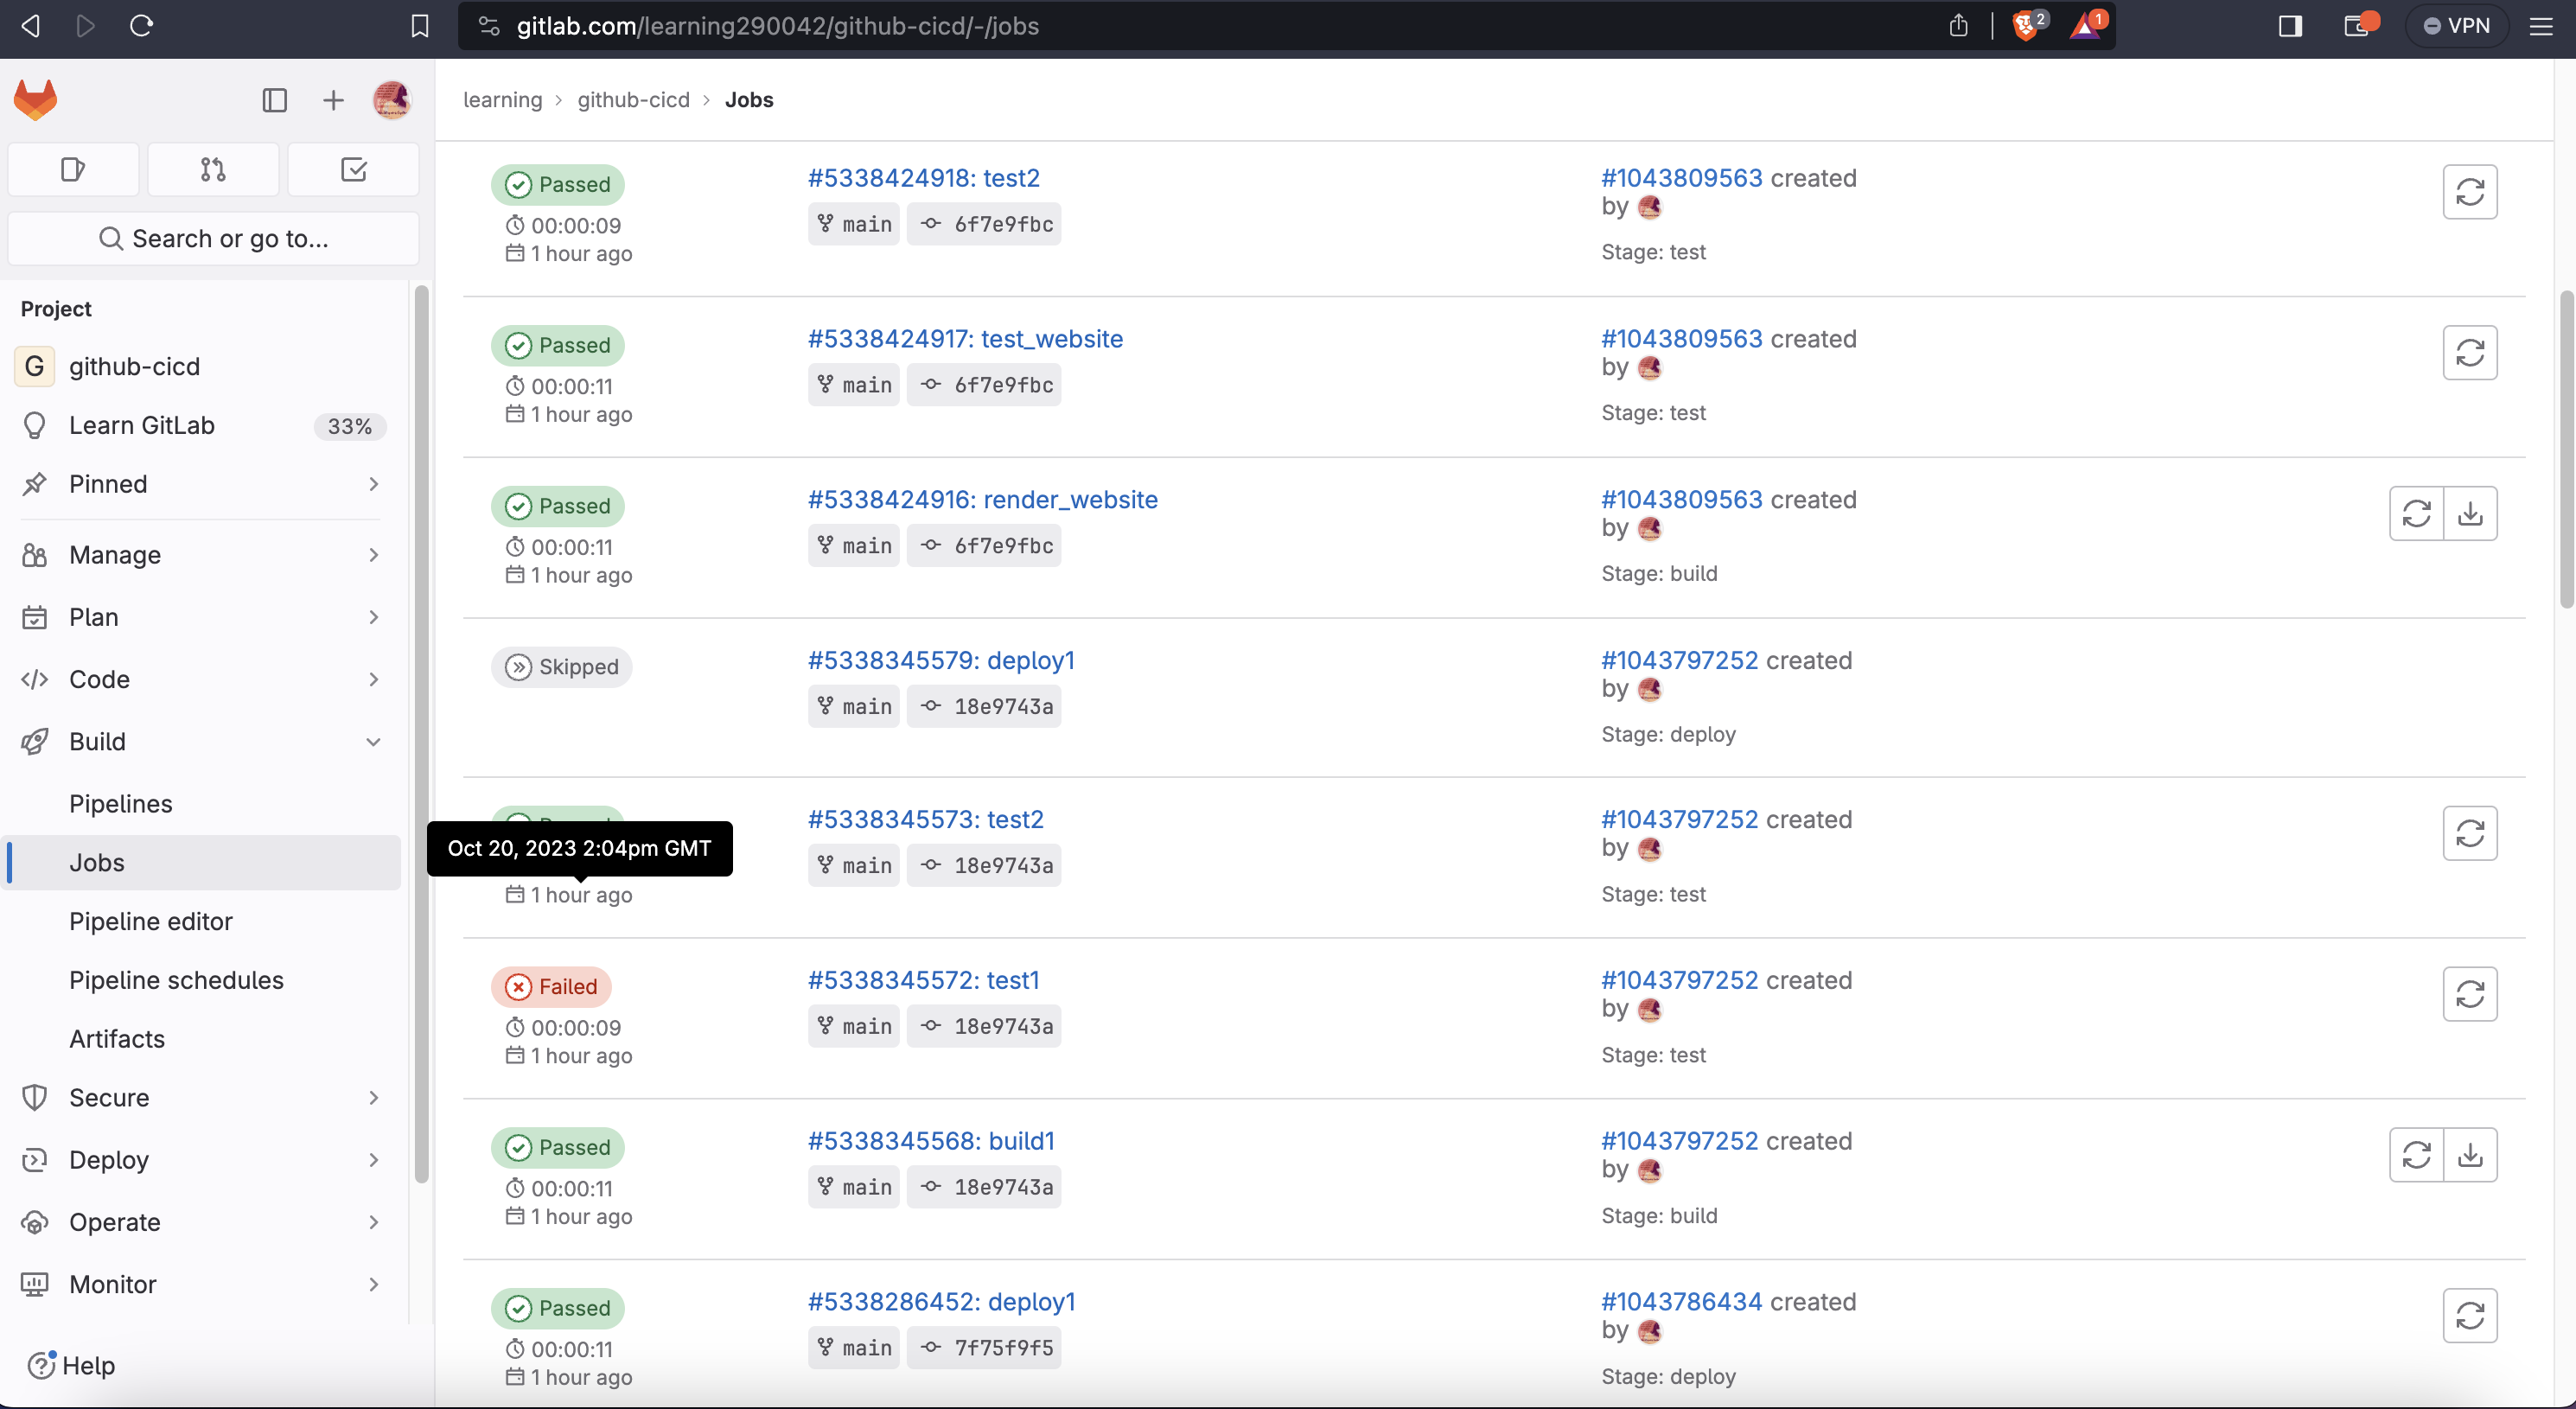 gitlab.com/learning290042/github-cicd/-/jobs
2
1
VPN
Search or go to...
Project
G github-cicd
Learn GitLab 33%
Pinned
Manage
Plan
Code
Build
Pipelines
Jobs
Pipeline editor
Pipeline schedules
Artifacts
Secure
Deploy
Operate
Monitor
Help
learning > github-cicd > Jobs
Passed
00:00:09
1 hour ago
#5338424918: test2
main 6f7e9fbc
#1043809563 created
by
Stage: test
Passed
00:00:11
1 hour ago
#5338424917: test_website
main 6f7e9fbc
#1043809563 created
by
Stage: test
Passed
00:00:11
1 hour ago
#5338424916: render_website
main 6f7e9fbc
#1043809563 created
by
Stage: build
Skipped
#5338345579: deploy1
main 18e9743a
#1043797252 created
by
Stage: deploy
Oct 20, 2023 2:04pm GMT
1 hour ago
#5338345573: test2
main 18e9743a
#1043797252 created
by
Stage: test
Failed
00:00:09
1 hour ago
#5338345572: test1
main 18e9743a
#1043797252 created
by
Stage: test
Passed
00:00:11
1 hour ago
#5338345568: build1
main 18e9743a
#1043797252 created
by
Stage: build
Passed
00:00:11
1 hour ago
#5338286452: deploy1
main 7f75f9f5
#1043786434 created
by
Stage: deploy